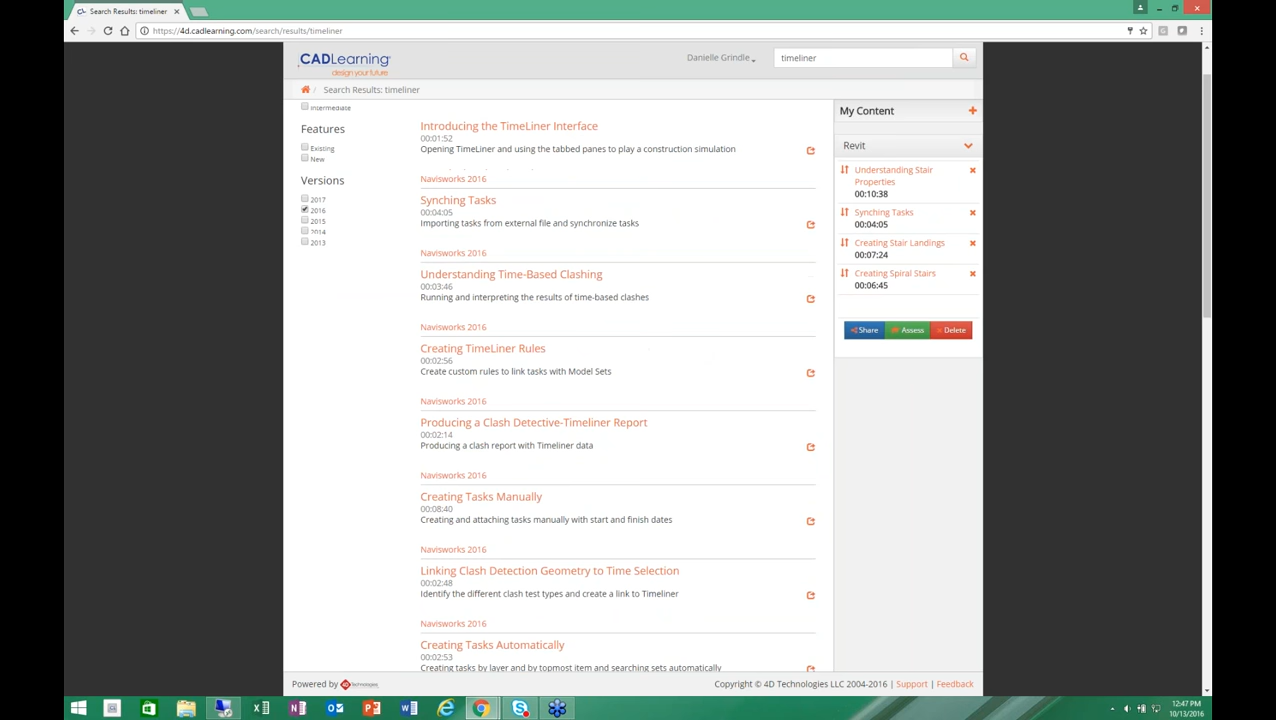 Search Results: timeliner
https://4d.cadlearning.com/search/results/timeliner
CADLearning
design your future
Danielle Grindle
timeliner
Search Results: timeliner
Intermediate
Features
Existing
New
Versions
2017
2016
2015
2014
2013
Introducing the TimeLiner Interface
00:01:52
Opening TimeLiner and using the tabbed panes to play a construction simulation
Navisworks 2016
Synching Tasks
00:04:05
Importing tasks from external file and synchronize tasks
Navisworks 2016
Understanding Time-Based Clashing
00:03:46
Running and interpreting the results of time-based clashes
Navisworks 2016
Creating TimeLiner Rules
00:02:56
Create custom rules to link tasks with Model Sets
Navisworks 2016
Producing a Clash Detective-Timeliner Report
00:02:14
Producing a clash report with Timeliner data
Navisworks 2016
Creating Tasks Manually
00:08:40
Creating and attaching tasks manually with start and finish dates
Navisworks 2016
Linking Clash Detection Geometry to Time Selection
00:02:48
Identify the different clash test types and create a link to Timeliner
Navisworks 2016
Creating Tasks Automatically
00:02:53
Creating tasks by layer and by topmost item and searching sets automatically
My Content
Revit
Understanding Stair
Properties
00:10:38
Synching Tasks
00:04:05
Creating Stair Landings
00:07:24
Creating Spiral Stairs
00:06:45
Share
Assess
Delete
Powered by 4D Technologies
Copyright © 4D Technologies LLC 2004-2016 | Support | Feedback
12:47 PM
10/13/2016